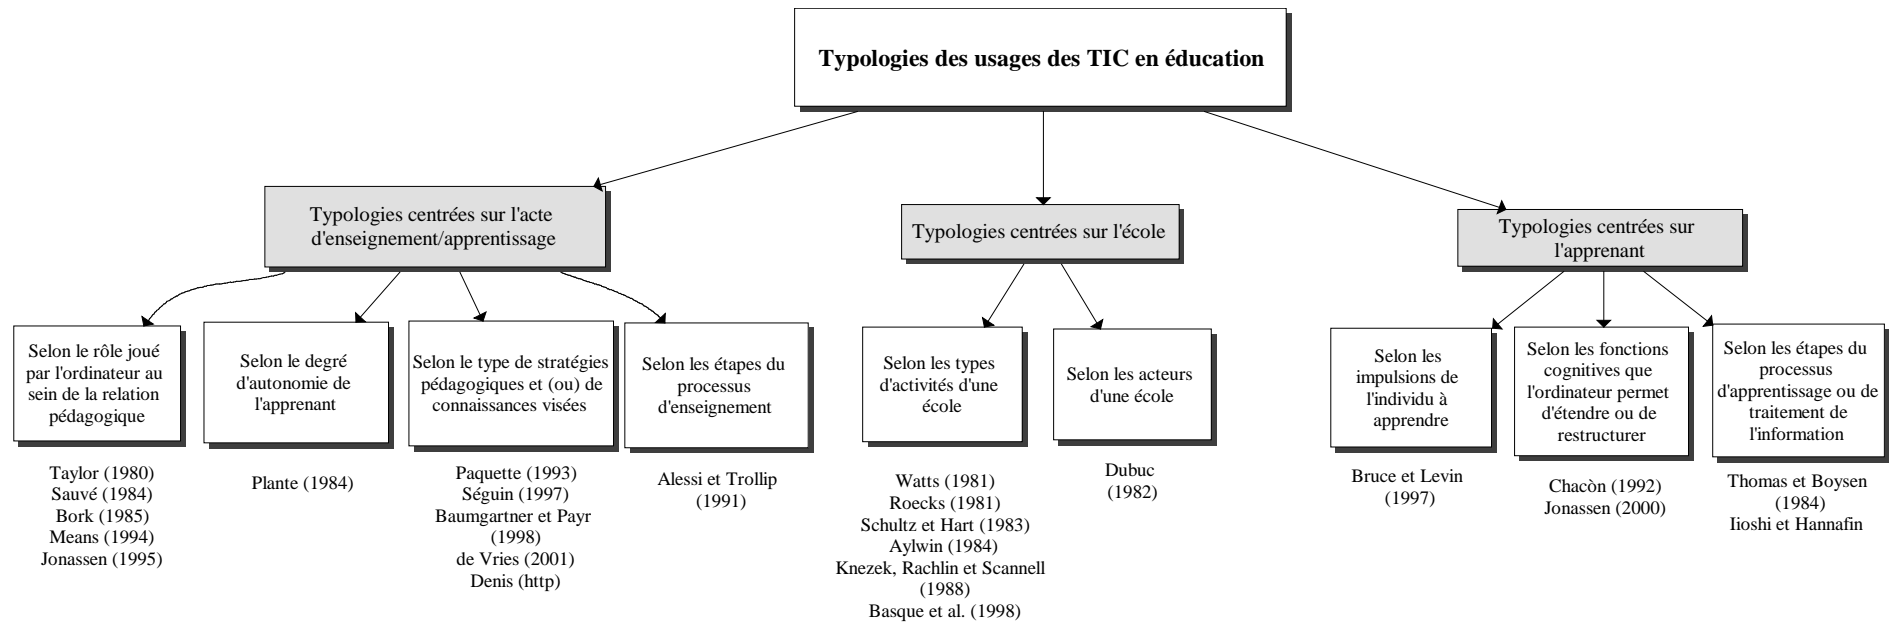 Typologies des usages des TIC en éducation
Typologies centrées sur l'acte
d'enseignement/apprentissage
Typologies centrées sur l'école
Typologies centrées sur
l'apprenant
Selon le rôle joué
par l'ordinateur au
sein de la relation
pédagogique
Taylor (1980)
Sauvé (1984)
Bork (1985)
Means (1994)
Jonassen (1995)
Selon le degré
d'autonomie de
l'apprenant
Plante (1984)
Selon le type de stratégies
pédagogiques et (ou) de
connaissances visées
Paquette (1993)
Séguin (1997)
Baumgartner et Payr
(1998)
de Vries (2001)
Denis (http)
Selon les étapes du
processus
d'enseignement
Alessi et Trollip
(1991)
Selon les types
d'activités d'une
école
Watts (1981)
Roecks (1981)
Schultz et Hart (1983)
Aylwin (1984)
Knezek, Rachlin et Scannell
(1988)
Basque et al. (1998)
Selon les acteurs
d'une école
Dubuc
(1982)
Selon les
impulsions de
l'individu à
apprendre
Bruce et Levin
(1997)
Selon les fonctions
cognitives que
l'ordinateur permet
d'étendre ou de
restructurer
Chacòn (1992)
Jonassen (2000)
Selon les étapes du
processus
d'apprentissage ou de
traitement de
l'information
Thomas et Boysen
(1984)
Iioshi et Hannafin